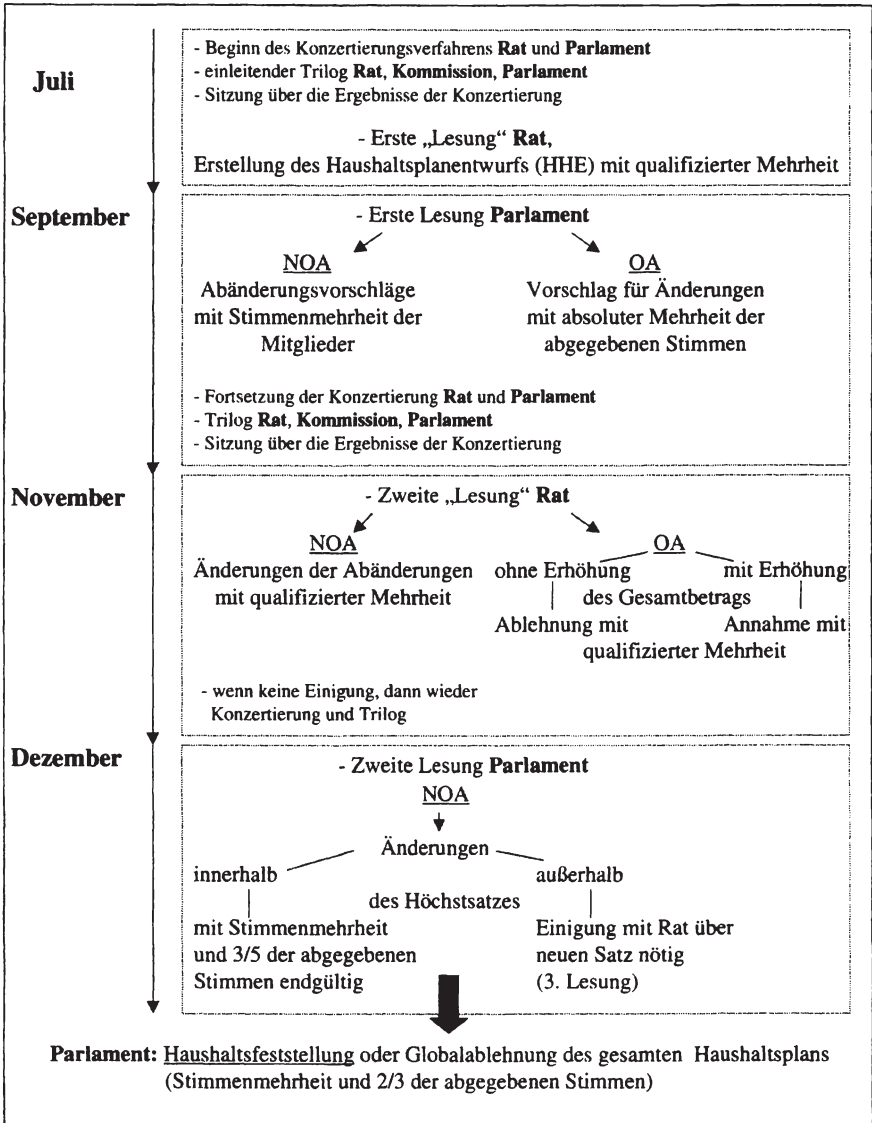 Juli
- Beginn des Konzertierungsverfahrens Rat und Parlament
- einleitender Trilog Rat, Kommission, Parlament
- Sitzung über die Ergebnisse der Konzertierung
- Erste „Lesung“ Rat,
Erstellung des Haushaltsplanentwurfs (HHE) mit qualifizierter Mehrheit
September
- Erste Lesung Parlament
NOA
Abänderungsvorschläge
mit Stimmenmehrheit der
Mitglieder
OA
Vorschlag für Änderungen
mit absoluter Mehrheit der
abgegebenen Stimmen
- Fortsetzung der Konzertierung Rat und Parlament
- Trilog Rat, Kommission, Parlament
- Sitzung über die Ergebnisse der Konzertierung
November
- Zweite „Lesung“ Rat
NOA
Änderungen der Abänderungen
mit qualifizierter Mehrheit
OA
ohne Erhöhung mit Erhöhung
des Gesamtbetrags
Ablehnung mit Annahme mit
qualifizierter Mehrheit
- wenn keine Einigung, dann wieder
Konzertierung und Trilog
Dezember
- Zweite Lesung Parlament
NOA
Änderungen
innerhalb außerhalb
des Höchstsatzes
mit Stimmenmehrheit
und 3/5 der abgegebenen
Stimmen endgültig
Einigung mit Rat über
neuen Satz nötig
(3. Lesung)
Parlament: Haushaltsfeststellung oder Globalablehnung des gesamten Haushaltsplans
(Stimmenmehrheit und 2/3 der abgegebenen Stimmen)